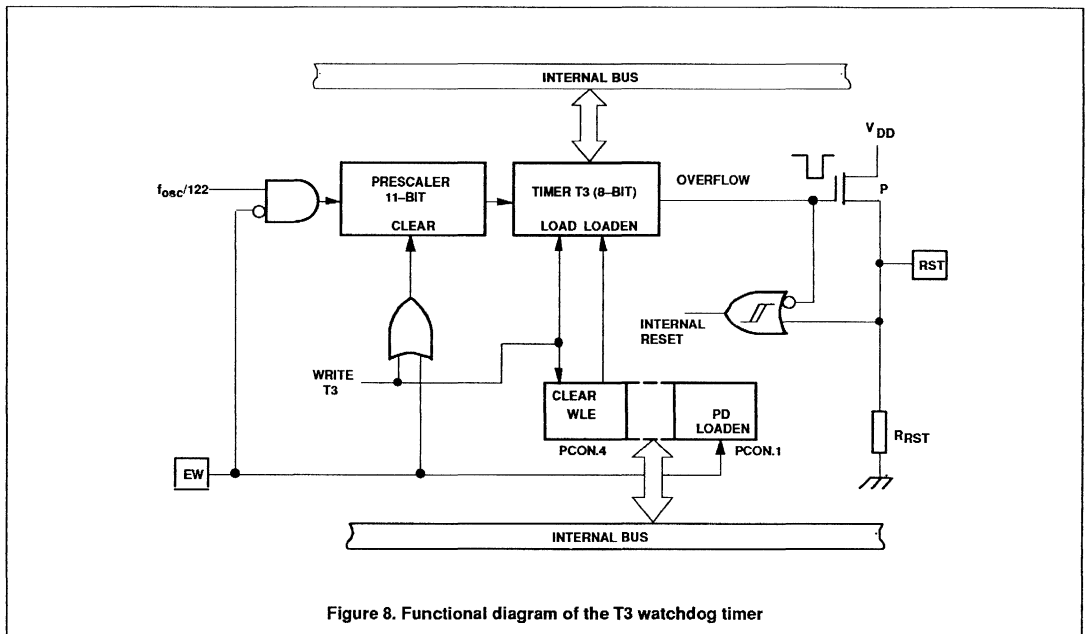 INTERNAL BUS
V DD
fosc/122
PRESCALER
11–BIT
CLEAR
TIMER T3 (8–BIT)
LOAD LOADEN
OVERFLOW
P
RST
INTERNAL
RESET
WRITE
T3
CLEAR
WLE
PD
LOADEN
RRST
PCON.4
PCON.1
EW
INTERNAL BUS
Figure 8. Functional diagram of the T3 watchdog timer